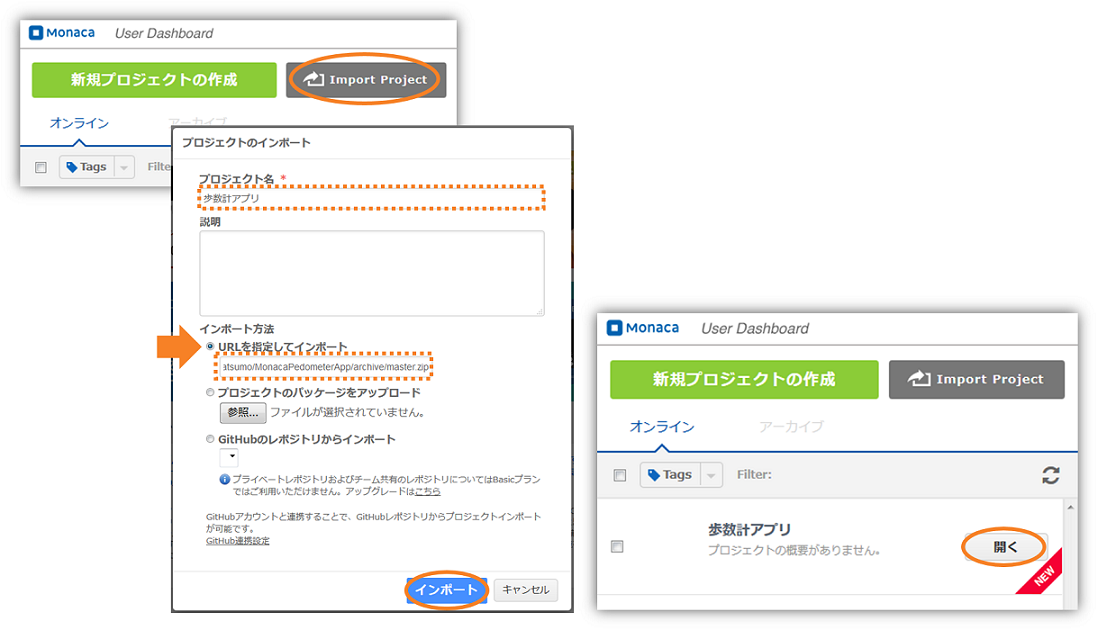 Monaca User Dashboard
新規プロジェクトの作成 Import Project
オンライン アーカイブ
Tags Filte
プロジェクトのインポート
プロジェクト名 *
歩数計アプリ
説明
インポート方法
URLを指定してインポート
atsumo/MonacaPedometerApp/archive/master.zip
プロジェクトのパッケージをアップロード
参照... ファイルが選択されていません。
GitHubのレポジトリからインポート
プライベートレポジトリおよびチーム共有のレポジトリについてはBasicプラン
ではご利用いただけません。アップグレードはこちら
GitHubアカウントと連携することで、GitHubレポジトリからプロジェクトインポート
が可能です。
GitHub連携設定
インポート キャンセル
Monaca User Dashboard
新規プロジェクトの作成 Import Project
オンライン アーカイブ
Tags Filter:
歩数計アプリ
プロジェクトの概要がありません。
開く
NEW